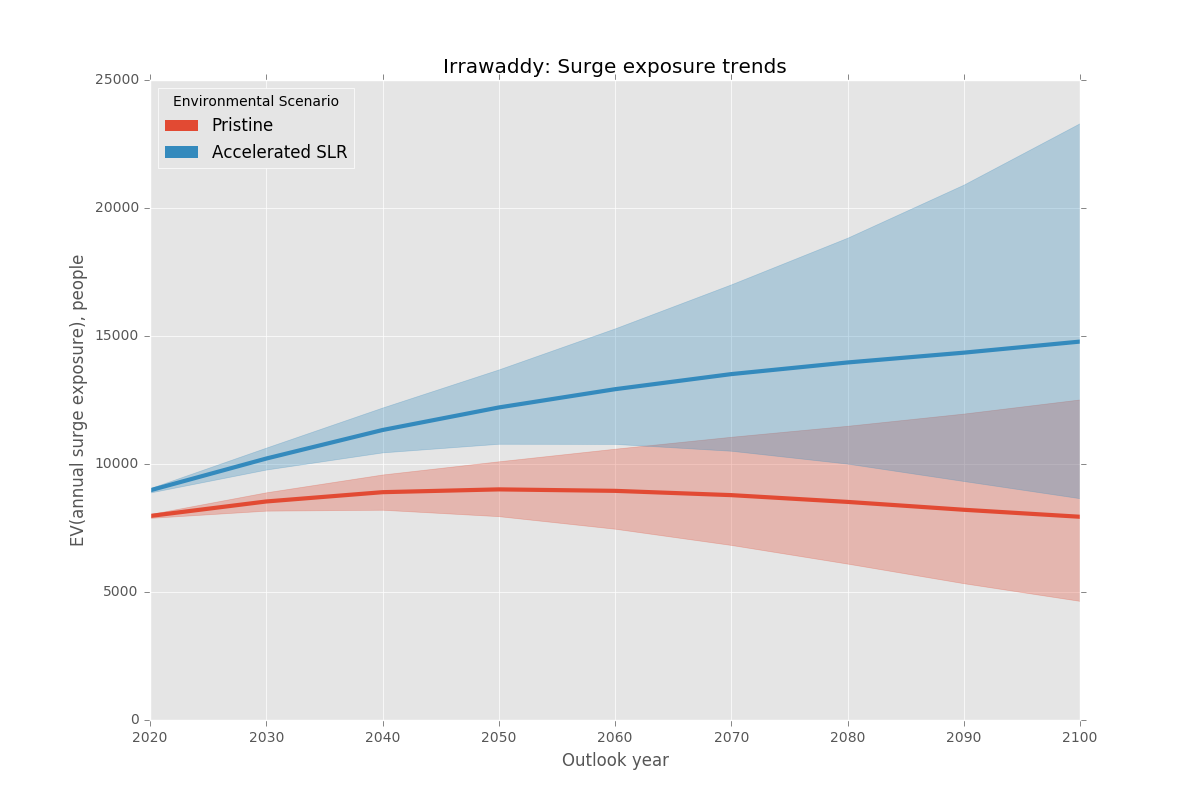 Irrawaddy: Surge exposure trends
Environmental Scenario
Pristine
Accelerated SLR
EV(annual surge exposure), people
25000
20000
15000
10000
5000
0
2020 2030 2040 2050 2060 2070 2080 2090 2100
Outlook year